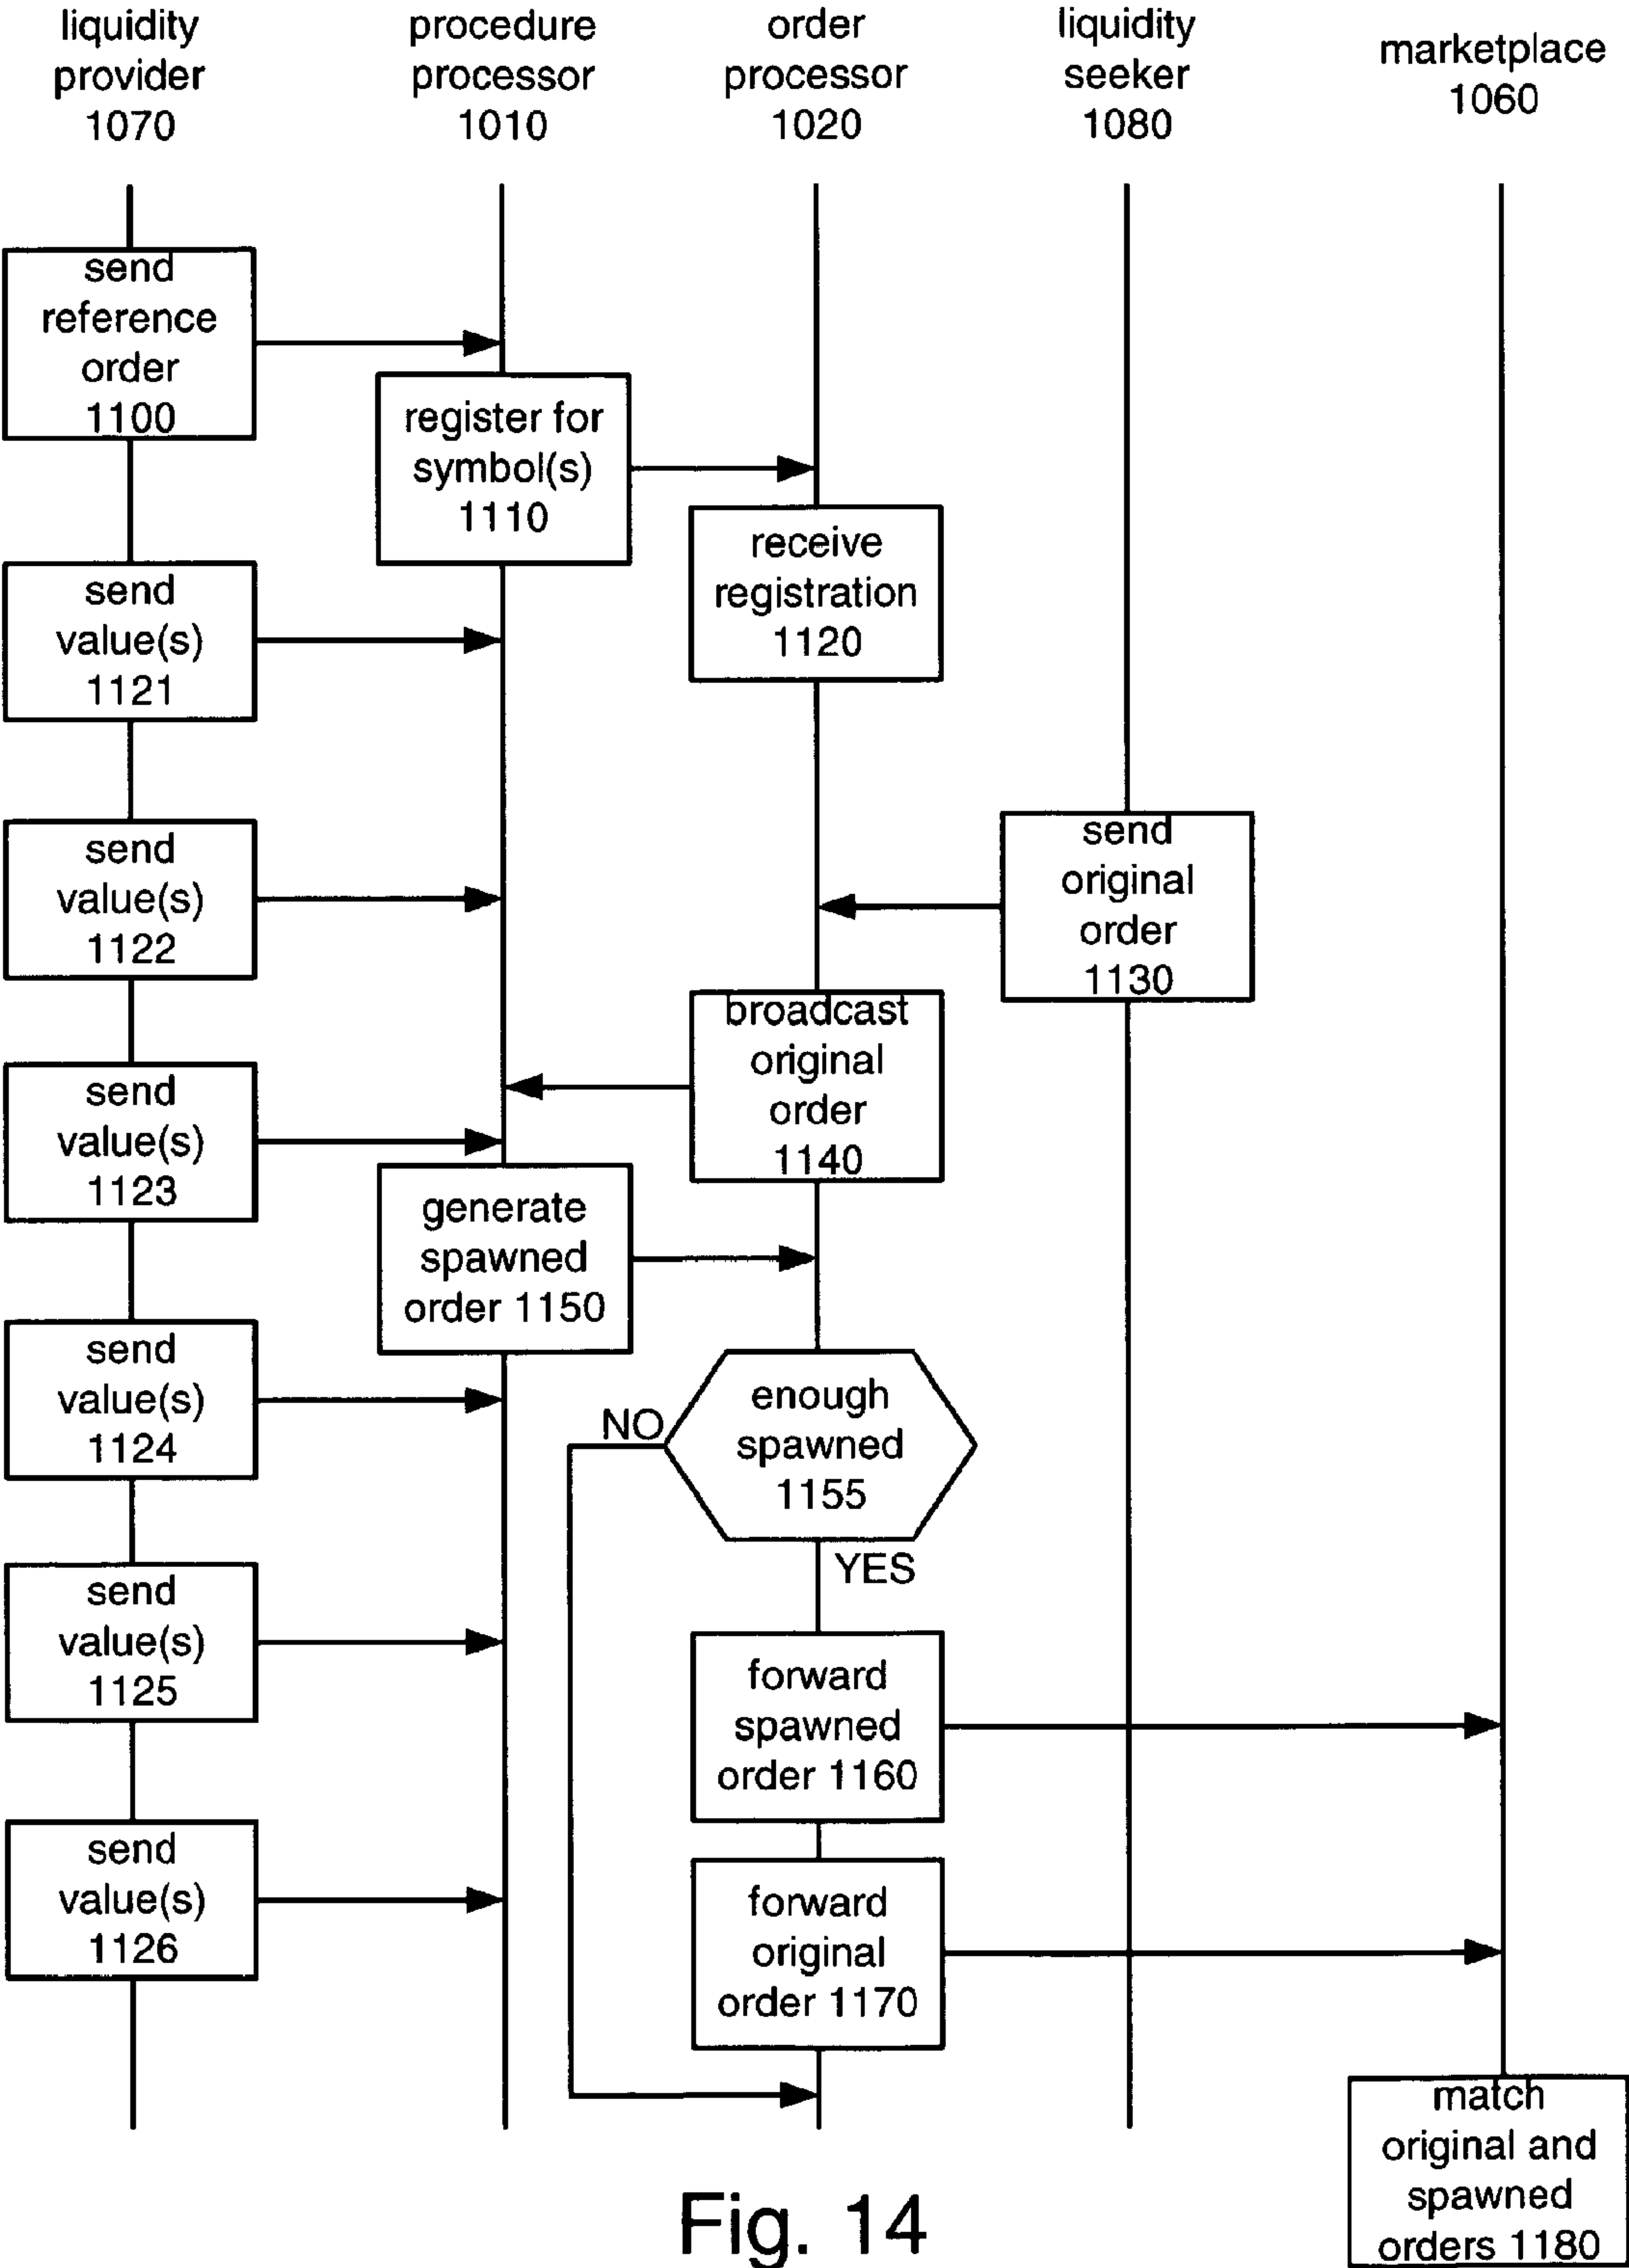 liquidity
provider
1070
procedure
processor
1010
order
processor
1020
liquidity
seeker
1080
marketplace
1060
send
reference
order
1100
register for
symbol(s)
1110
receive
registration
1120
send
value(s)
1121
send
value(s)
1122
send
original
order
1130
broadcast
original
order
1140
send
value(s)
1123
generate
spawned
order 1150
send
value(s)
1124
enough
spawned
1155
NO
YES
send
value(s)
1125
forward
spawned
order 1160
send
value(s)
1126
forward
original
order 1170
match
original and
spawned
orders 1180
Fig. 14